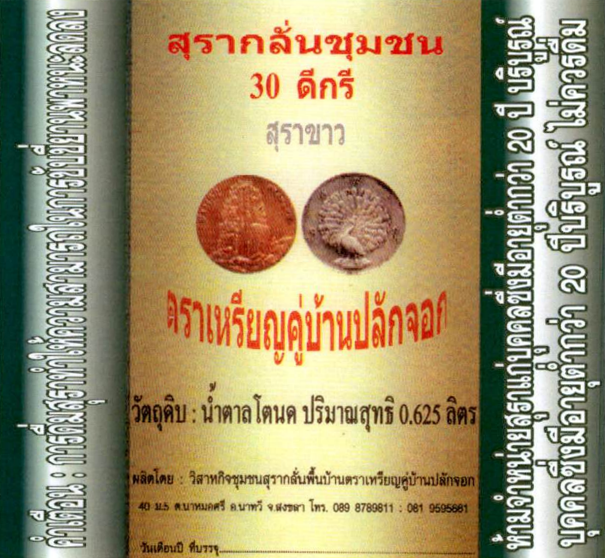 สุรากลั่นชุมชน
30 ดีกรี
สุราขาว
ตราเหรียญคู่บ้านปลักจอก
วัตถุดิบ : น้ำตาลโตนด ปริมาณสุทธิ 0.625 ลิตร
ผลิตโดย : วิสาหกิจชุมชนสุรากลั่นพื้นบ้านตราเหรียญคู่บ้านปลักจอก
40 ม.5 ต.นาหมอศรี อ.นาทวี จ.สงขลา โทร. 089 8789811 : 081 9595661
วันเดือนปี ที่บรรจุ
คำเตือน : การดื่มสุราทำให้ความสามารถในการขับขี่ยานพาหนะลดลง
ห้ามจำหน่ายสุราแก่บุคคลซึ่งมีอายุต่ำกว่า 20 ปี บริบูรณ์
บุคคลซึ่งมีอายุต่ำกว่า 20 ปีบริบูรณ์ ไม่ควรดื่ม